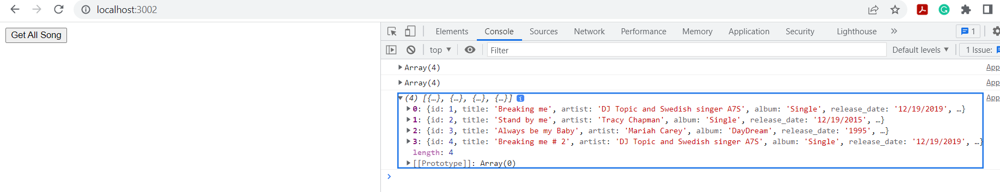 localhost:3002
Get All Song
Elements Console Sources Network Performance Memory Application Security Lighthouse » 1
top ▼ Filter Default levels ▼ 1 Issue:
▶Array(4) App
▶Array(4) App
▼(4) [{…}, {…}, {…}, {…}] i App
▶0: {id: 1, title: 'Breaking me', artist: 'DJ Topic and Swedish singer A7S', album: 'Single', release_date: '12/19/2019', …}
▶1: {id: 2, title: 'Stand by me', artist: 'Tracy Chapman', album: 'Single', release_date: '12/19/2015', …}
▶2: {id: 3, title: 'Always be my Baby', artist: 'Mariah Carey', album: 'DayDream', release_date: '1995', …}
▶3: {id: 4, title: 'Breaking me # 2', artist: 'DJ Topic and Swedish singer A7S', album: 'Single', release_date: '12/19/2019', …}
length: 4
▶[[Prototype]]: Array(0)